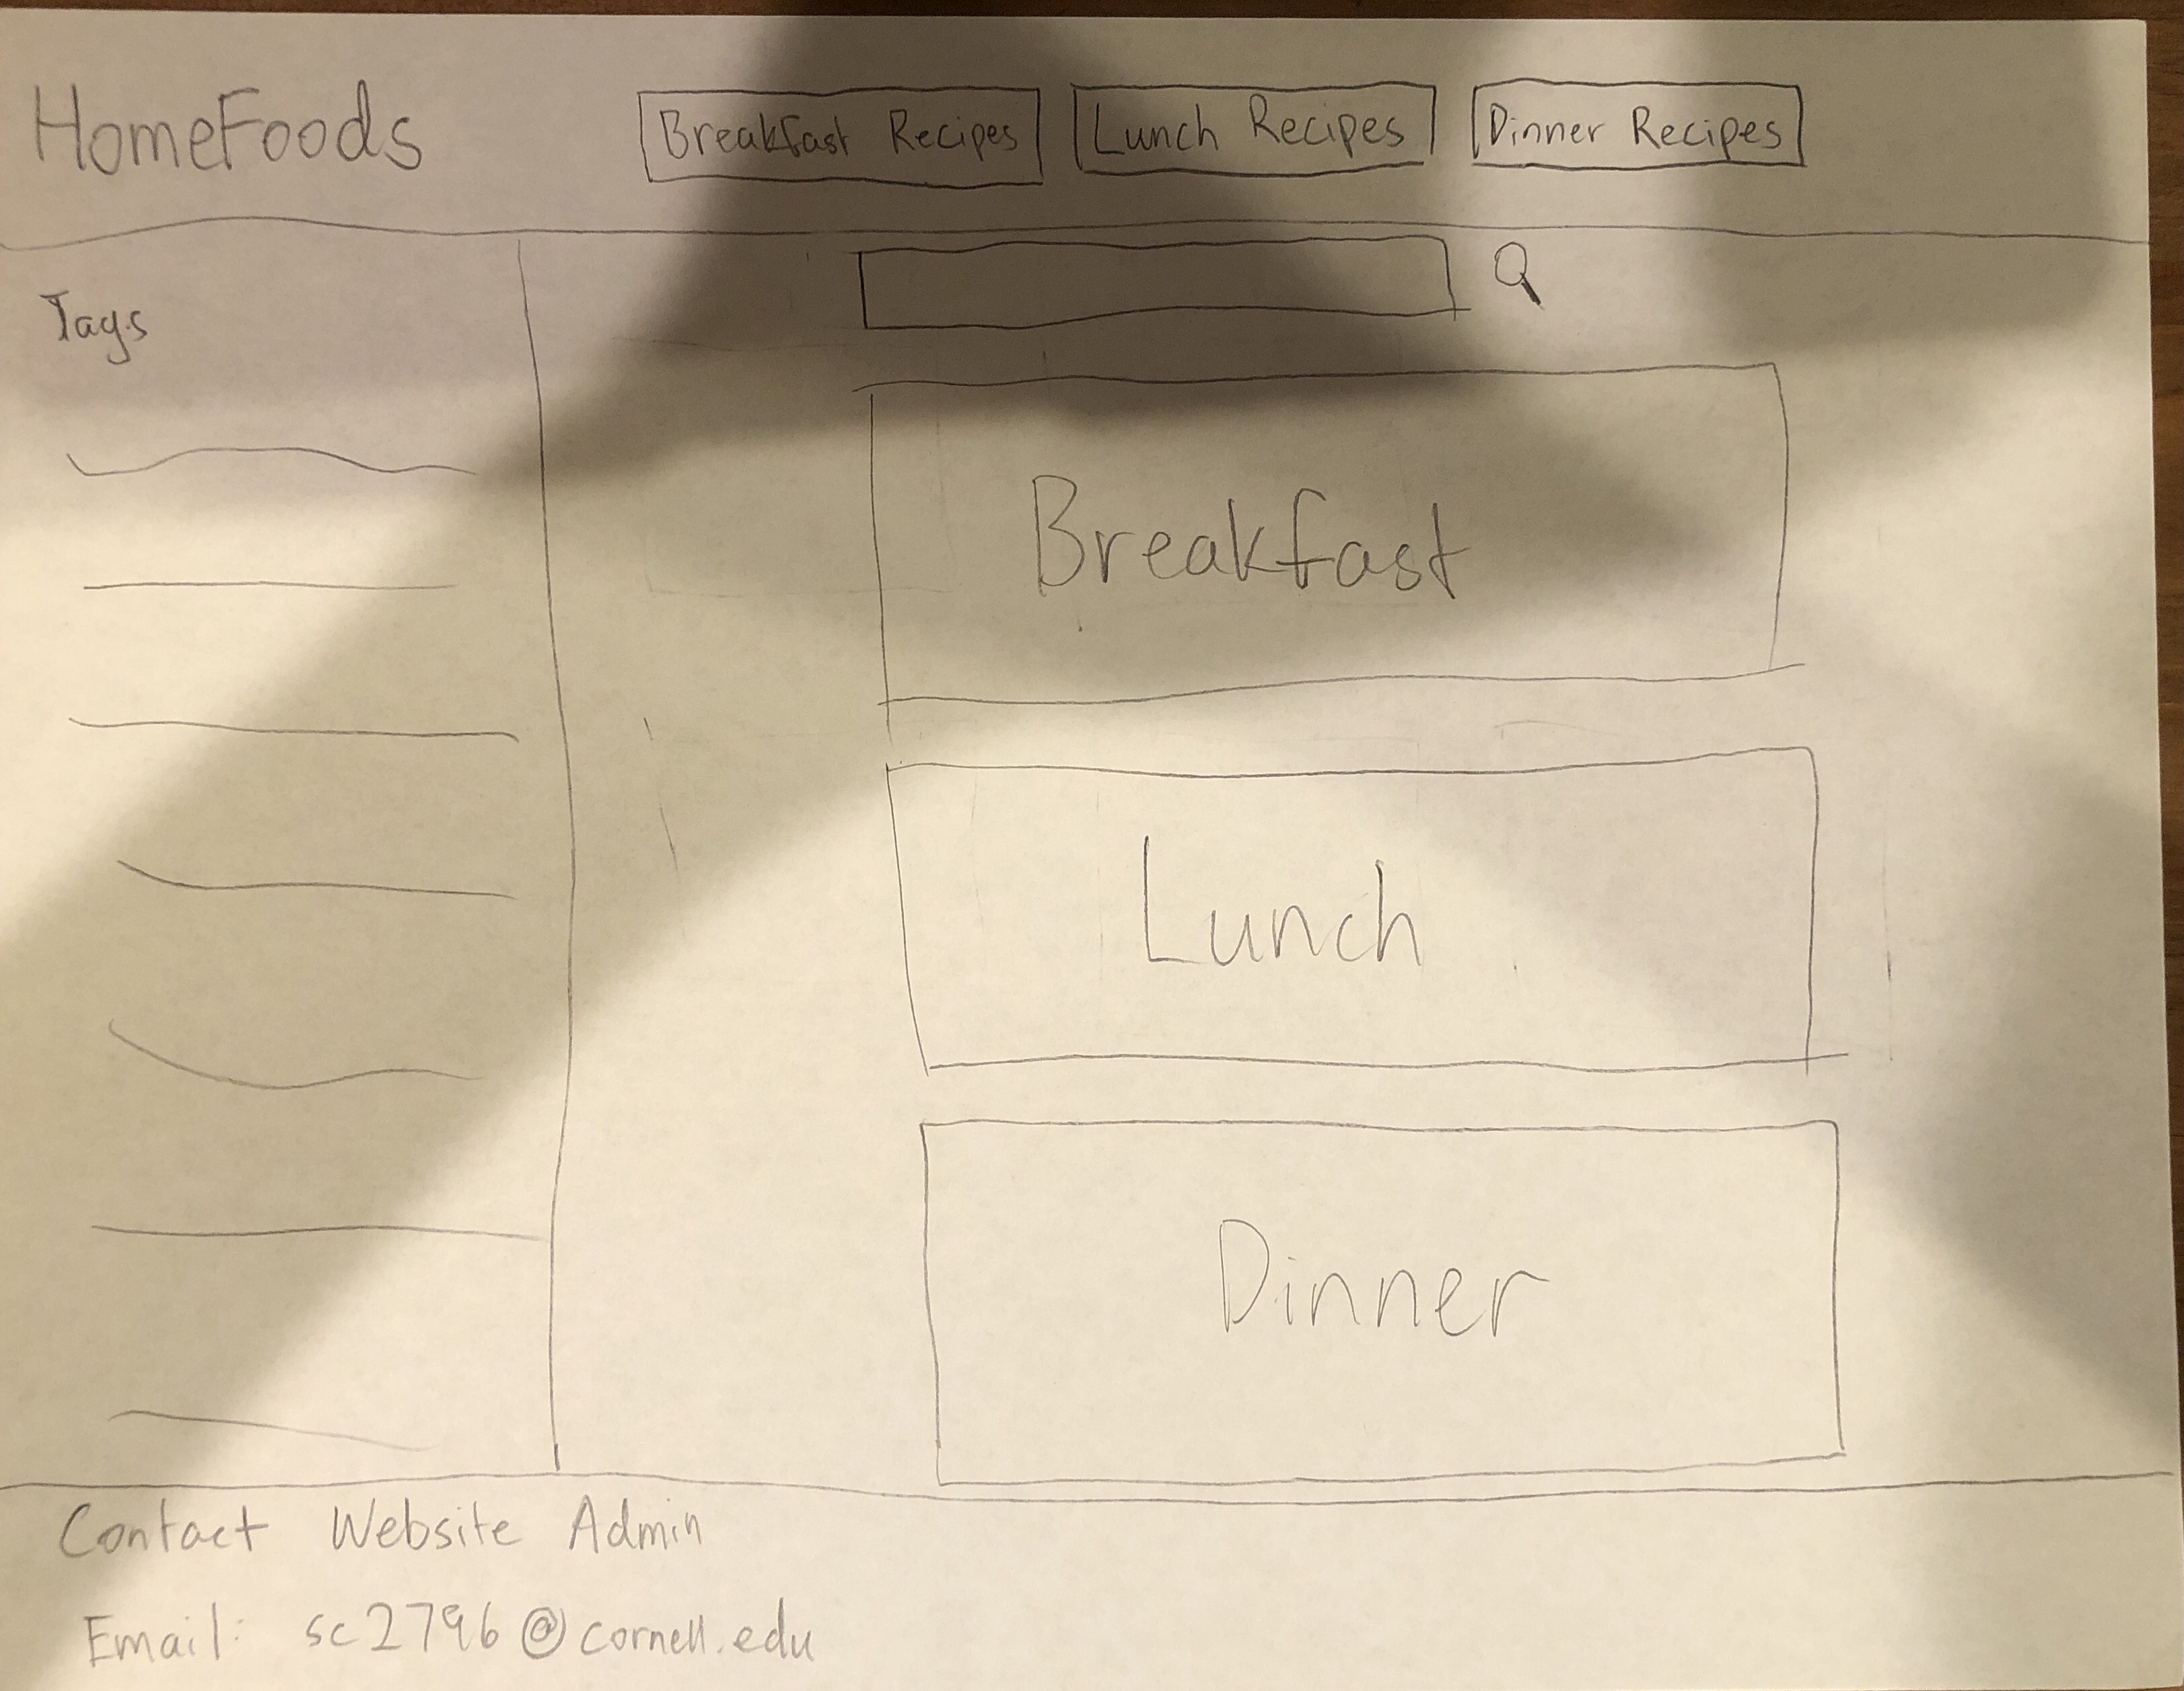 HomeFoods
Breakfast Recipes
Lunch Recipes
Dinner Recipes
Tags
Breakfast
Lunch
Dinner
Contact Website Admin
Email: sc2796@cornell.edu